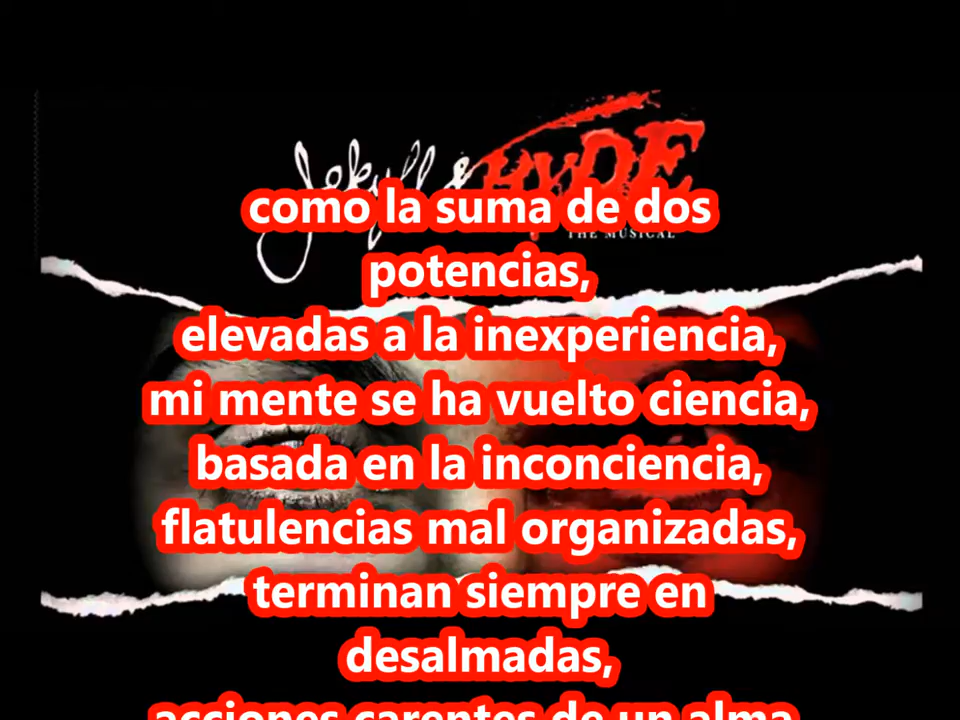 Jekyll & HYDE
THE MUSICAL
como la suma de dos
potencias,
elevadas a la inexperiencia,
mi mente se ha vuelto ciencia,
basada en la inconciencia,
flatulencias mal organizadas,
terminan siempre en
desalmadas,
acciones carentes de un alma